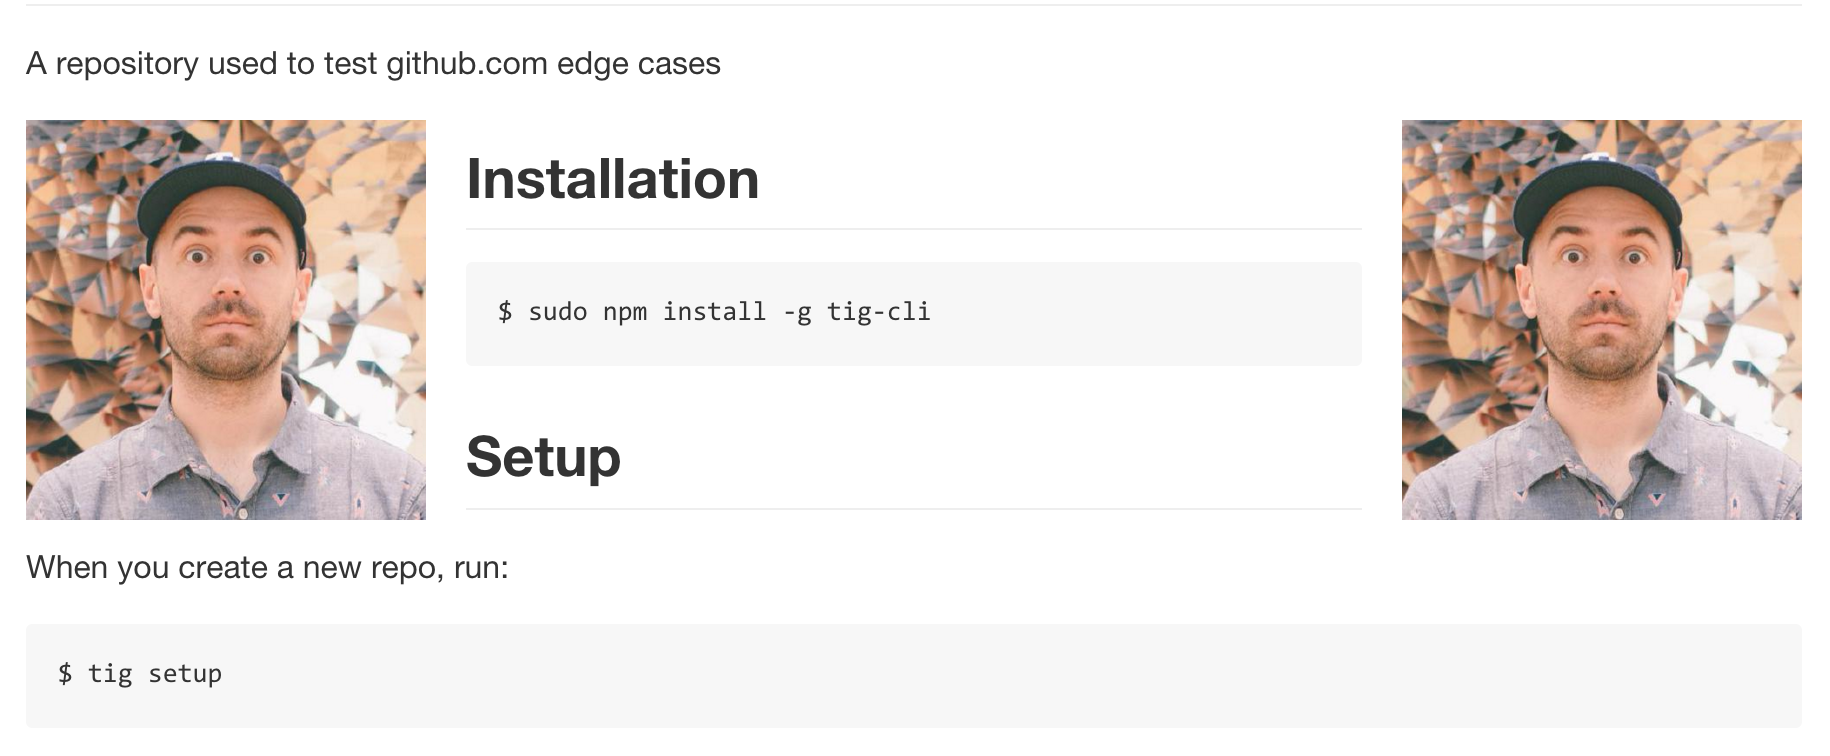 A repository used to test github.com edge cases
Installation
$ sudo npm install -g tig-cli
Setup
When you create a new repo, run:
$ tig setup